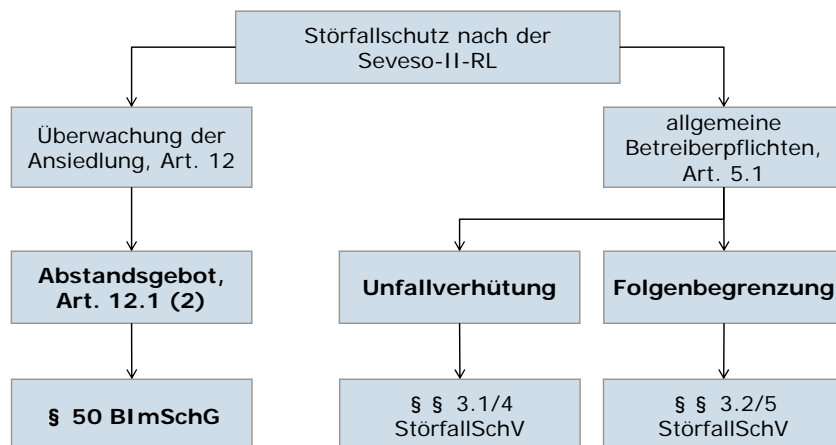 Störfallschutz nach der
Seveso-II-RL
Überwachung der
Ansiedlung, Art. 12
allgemeine
Betreiberpflichten,
Art. 5.1
Abstandsgebot,
Art. 12.1 (2)
Unfallverhütung
Folgenbegrenzung
§ 50 BImSchG
§ § 3.1/4
StörfallSchV
§ § 3.2/5
StörfallSchV